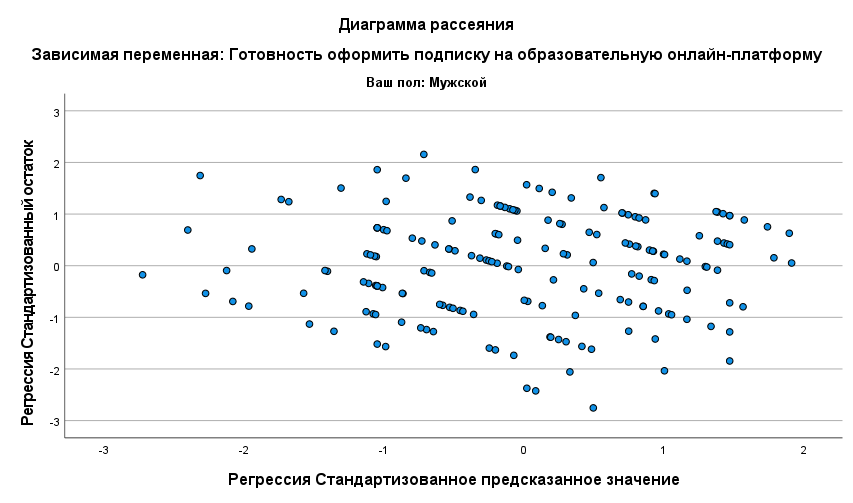 Диаграмма рассеяния
Зависимая переменная: Готовность оформить подписку на образовательную онлайн-платформу
Ваш пол: Мужской
Регрессия Стандартизованный остаток
3
2
1
0
-1
-2
-3
-3
-2
-1
0
1
2
Регрессия Стандартизованное предсказанное значение